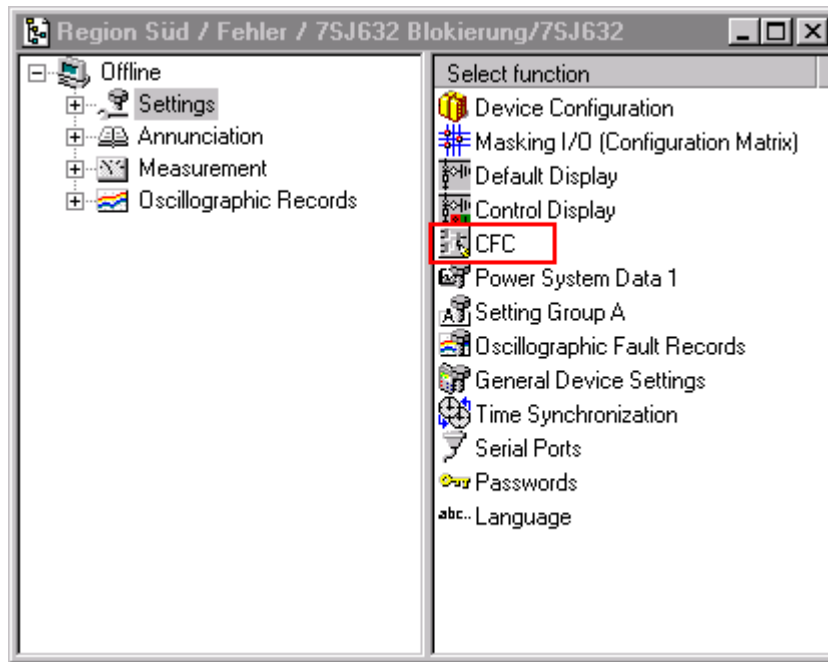 Region Süd / Fehler / 7SJ632 Blokierung/7SJ632
Offline
Settings
Annunciation
Measurement
Oscillographic Records
Select function
Device Configuration
Masking I/O (Configuration Matrix)
Default Display
Control Display
CFC
Power System Data 1
Setting Group A
Oscillographic Fault Records
General Device Settings
Time Synchronization
Serial Ports
Passwords
abc.. Language